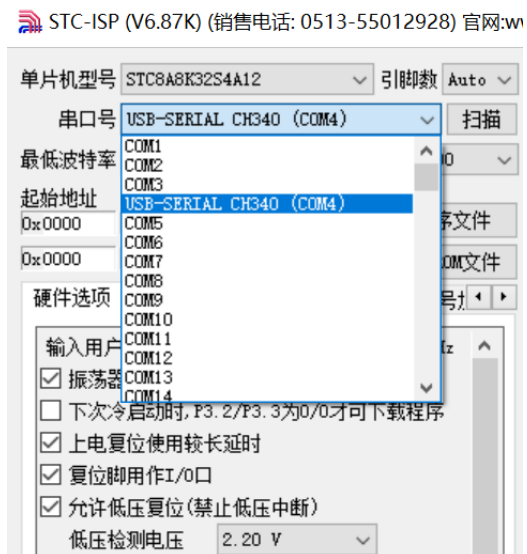 STC-ISP (V6.87K) (销售电话: 0513-55012928) 官网:w
单片机型号 STC8A8K32S4A12 引脚数 Auto
串口号 USB-SERIAL CH340 (COM4) 扫描
最低波特率
COM1
COM2
COM3
USB-SERIAL CH340 (COM4)
COM5
COM6
COM7
COM8
COM9
COM10
COM11
COM12
COM13
COM14
起始地址
0x0000 序文件
0x0000 OM文件
硬件选项
输入用户 Hz
振荡器
下次冷启动时, P3.2/P3.3为0/0才可下载程序
上电复位使用较长延时
复位脚用作I/O口
允许低压复位(禁止低压中断)
低压检测电压 2.20 V